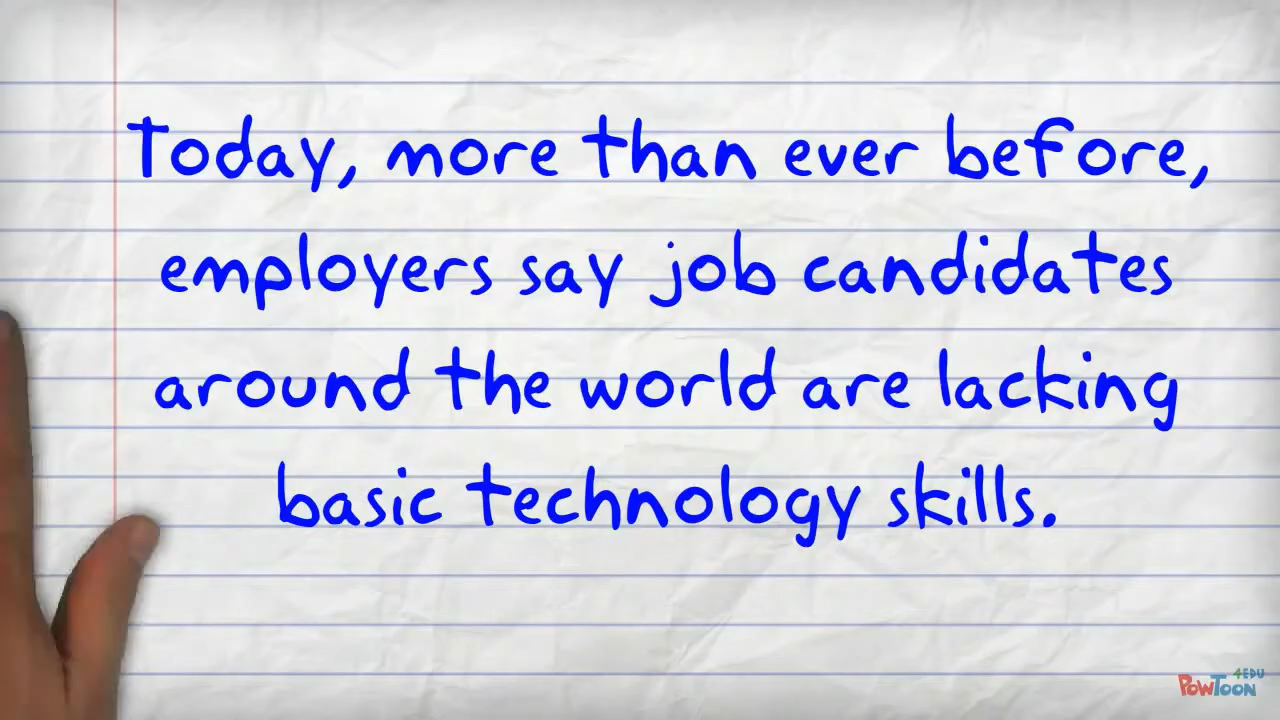 Today, more than ever before,
employers say job candidates
around the world are lacking
basic technology skills.
4EDU
POWTOON